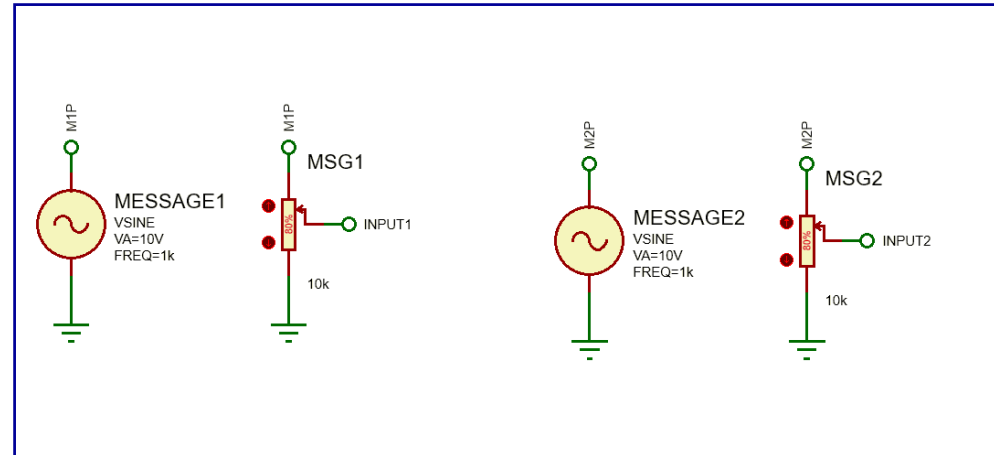 M1P
MESSAGE1
VSINE
VA=10V
FREQ=1k
M1P
MSG1
80%
INPUT1
10k
M2P
MESSAGE2
VSINE
VA=10V
FREQ=1k
M2P
MSG2
80%
INPUT2
10k